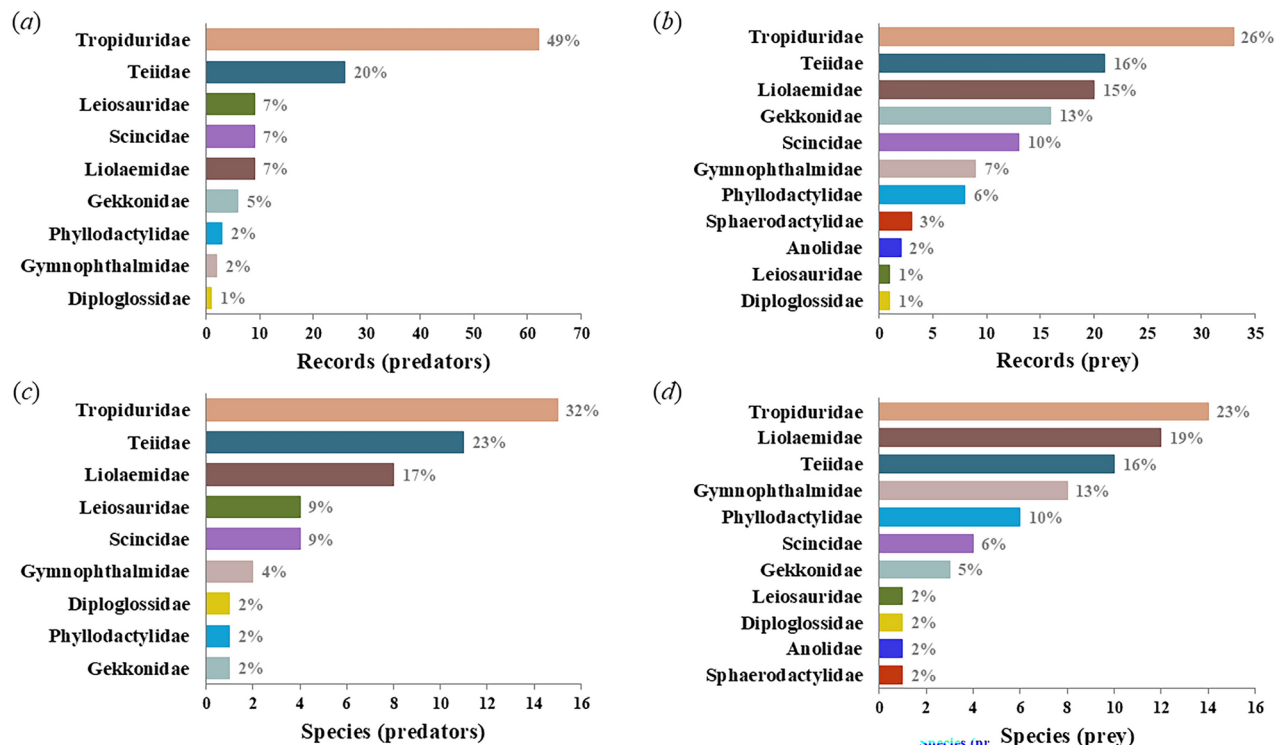 (a)
Tropiduridae 49%
Teiidae 20%
Leiosauridae 7%
Scincidae 7%
Liolaemidae 7%
Gekkonidae 5%
Phyllodactylidae 2%
Gymnophthalmidae 2%
Diploglossidae 1%
0 10 20 30 40 50 60 70
Records (predators)
(b)
Tropiduridae 26%
Teiidae 16%
Liolaemidae 15%
Gekkonidae 13%
Scincidae 10%
Gymnophthalmidae 7%
Phyllodactylidae 6%
Sphaerodactylidae 3%
Anolidae 2%
Leiosauridae 1%
Diploglossidae 1%
0 5 10 15 20 25 30 35
Records (prey)
(c)
Tropiduridae 32%
Teiidae 23%
Liolaemidae 17%
Leiosauridae 9%
Scincidae 9%
Gymnophthalmidae 4%
Diploglossidae 2%
Phyllodactylidae 2%
Gekkonidae 2%
0 2 4 6 8 10 12 14 16
Species (predators)
(d)
Tropiduridae 23%
Liolaemidae 19%
Teiidae 16%
Gymnophthalmidae 13%
Phyllodactylidae 10%
Scincidae 6%
Gekkonidae 5%
Leiosauridae 2%
Diploglossidae 2%
Anolidae 2%
Sphaerodactylidae 2%
0 2 4 6 8 10 12 14 16
Species (prey)